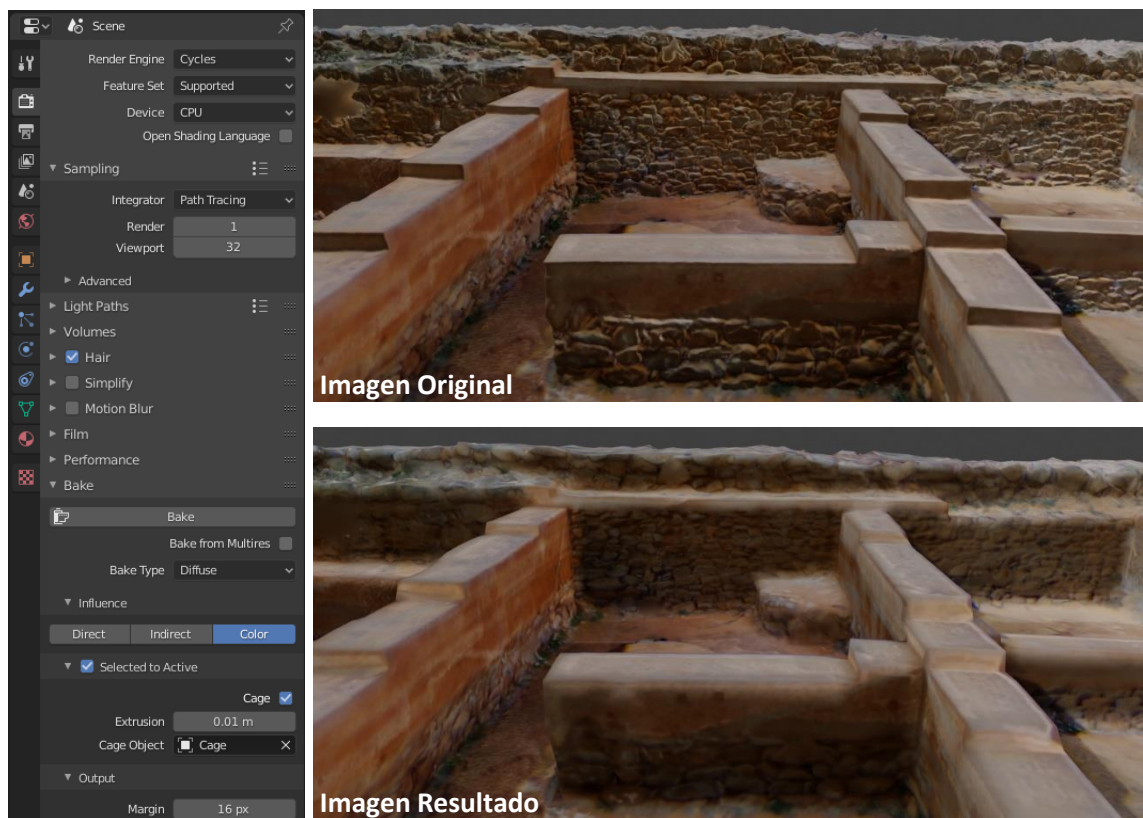 Scene
Render Engine Cycles
Feature Set Supported
Device CPU
Open Shading Language
Sampling
Integrator Path Tracing
Render 1
Viewport 32
Advanced
Light Paths
Volumes
Hair
Simplify
Motion Blur
Film
Performance
Bake
Bake
Bake from Multires
Bake Type Diffuse
Influence
Direct Indirect Color
Selected to Active
Cage
Extrusion 0.01 m
Cage Object Cage
Output
Margin 16 px
Imagen Original
Imagen Resultado